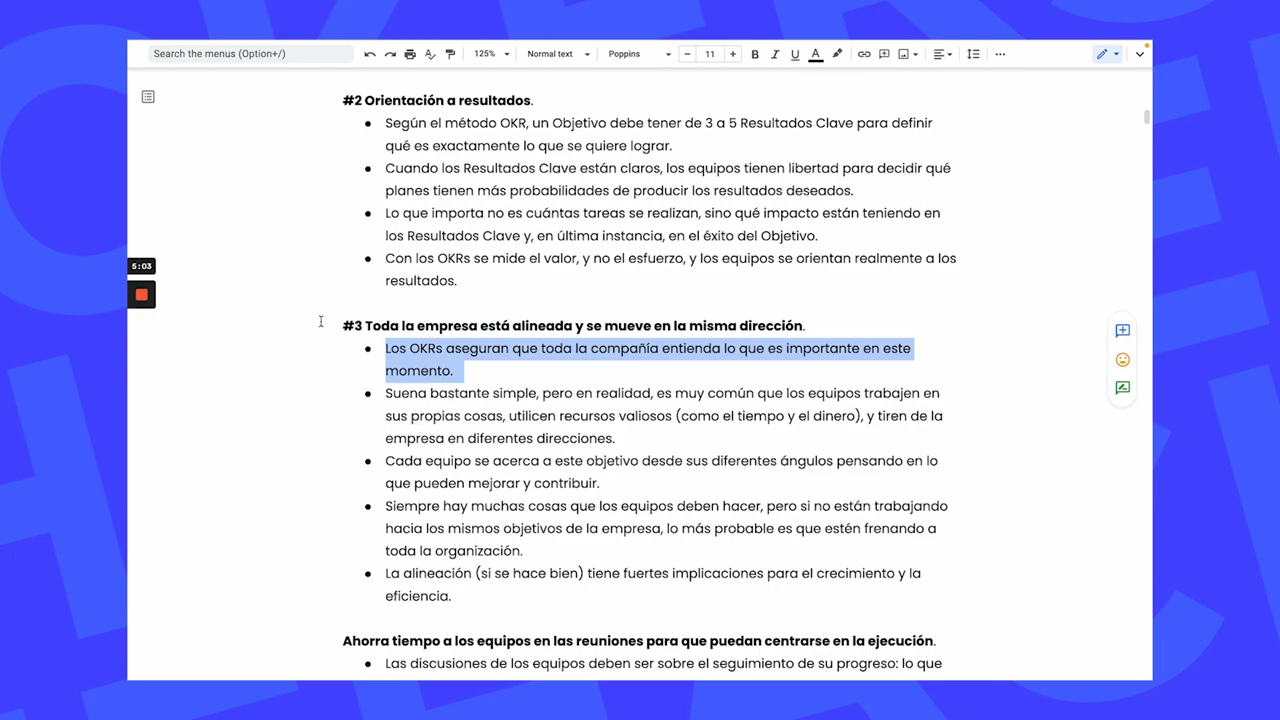 Search the menus (Option+/)
125%
Normal text
Poppins
11
B
I
U
A
#2 Orientación a resultados.
● Según el método OKR, un Objetivo debe tener de 3 a 5 Resultados Clave para definir
qué es exactamente lo que se quiere lograr.
● Cuando los Resultados Clave están claros, los equipos tienen libertad para decidir qué
planes tienen más probabilidades de producir los resultados deseados.
● Lo que importa no es cuántas tareas se realizan, sino qué impacto están teniendo en
los Resultados Clave y, en última instancia, en el éxito del Objetivo.
● Con los OKRs se mide el valor, y no el esfuerzo, y los equipos se orientan realmente a los
resultados.
5:03
#3 Toda la empresa está alineada y se mueve en la misma dirección.
● Los OKRs aseguran que toda la compañía entienda lo que es importante en este
momento.
● Suena bastante simple, pero en realidad, es muy común que los equipos trabajen en
sus propias cosas, utilicen recursos valiosos (como el tiempo y el dinero), y tiren de la
empresa en diferentes direcciones.
● Cada equipo se acerca a este objetivo desde sus diferentes ángulos pensando en lo
que pueden mejorar y contribuir.
● Siempre hay muchas cosas que los equipos deben hacer, pero si no están trabajando
hacia los mismos objetivos de la empresa, lo más probable es que estén frenando a
toda la organización.
● La alineación (si se hace bien) tiene fuertes implicaciones para el crecimiento y la
eficiencia.
Ahorra tiempo a los equipos en las reuniones para que puedan centrarse en la ejecución.
● Las discusiones de los equipos deben ser sobre el seguimiento de su progreso: lo que